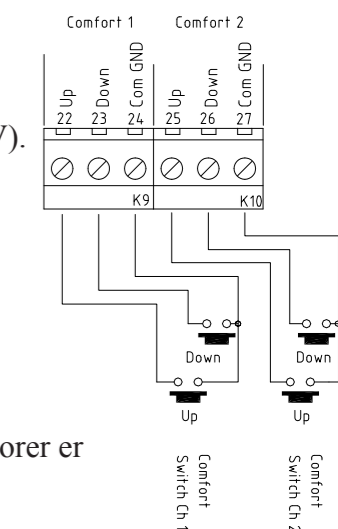 Comfort 1 Comfort 2
Up Down Com GND Up Down Com GND
22 23 24 25 26 27
').
K9 K10
Down Down
Up Up
orer er
Comfort Switch Ch 1
Comfort Switch Ch 2